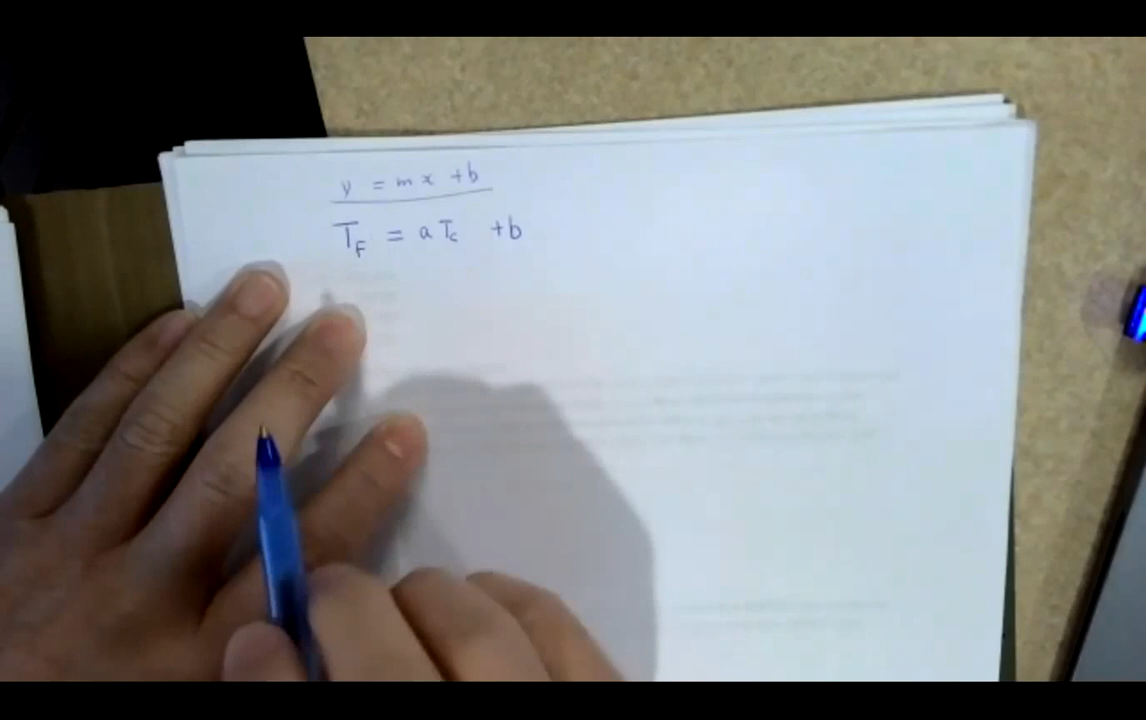 y = mx + b
T_F = a T_c + b